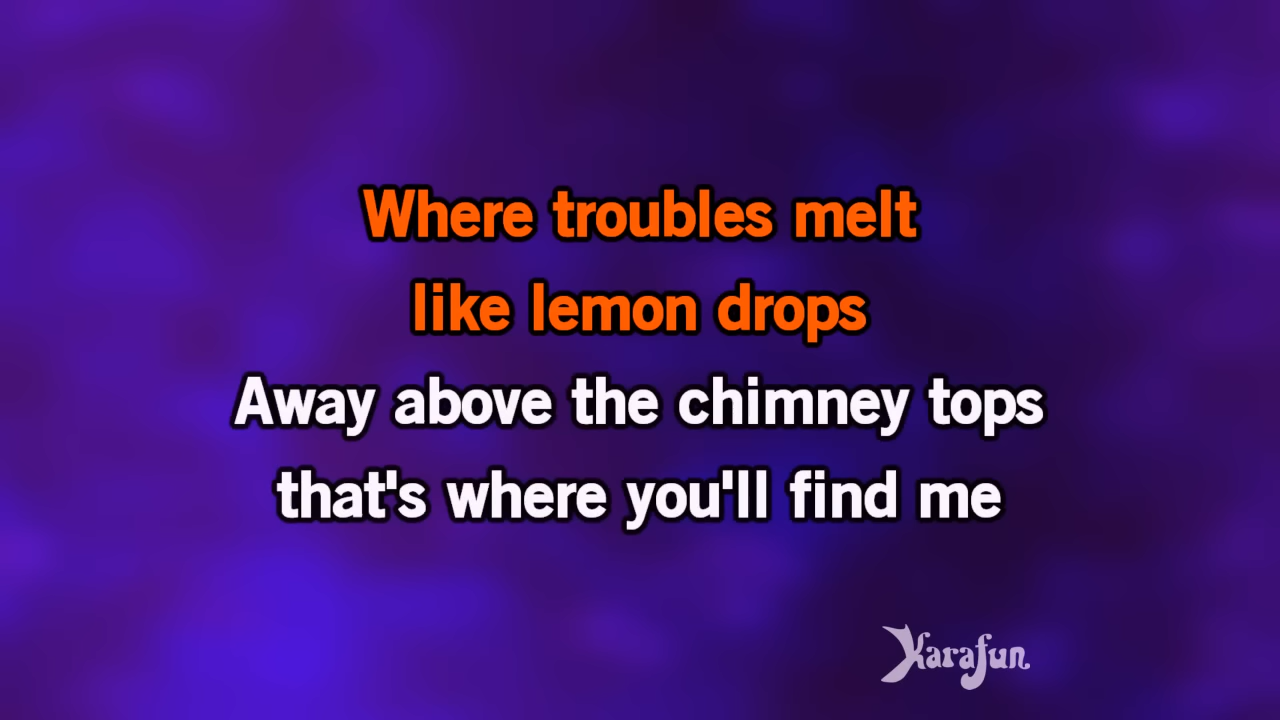 Where troubles melt
like lemon drops
Away above the chimney tops
that's where you'll find me
Karafun